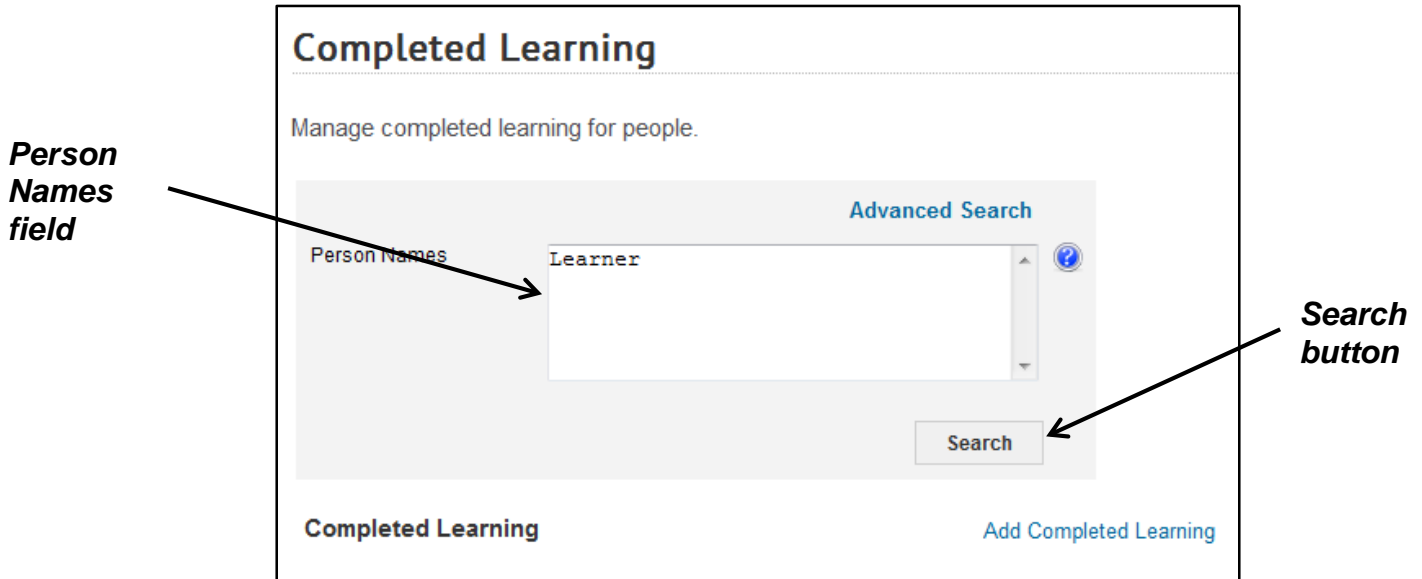 Completed Learning
Manage completed learning for people.
Person
Names
field
Advanced Search
Person Names
Learner
?
Search
button
Search
Completed Learning
Add Completed Learning